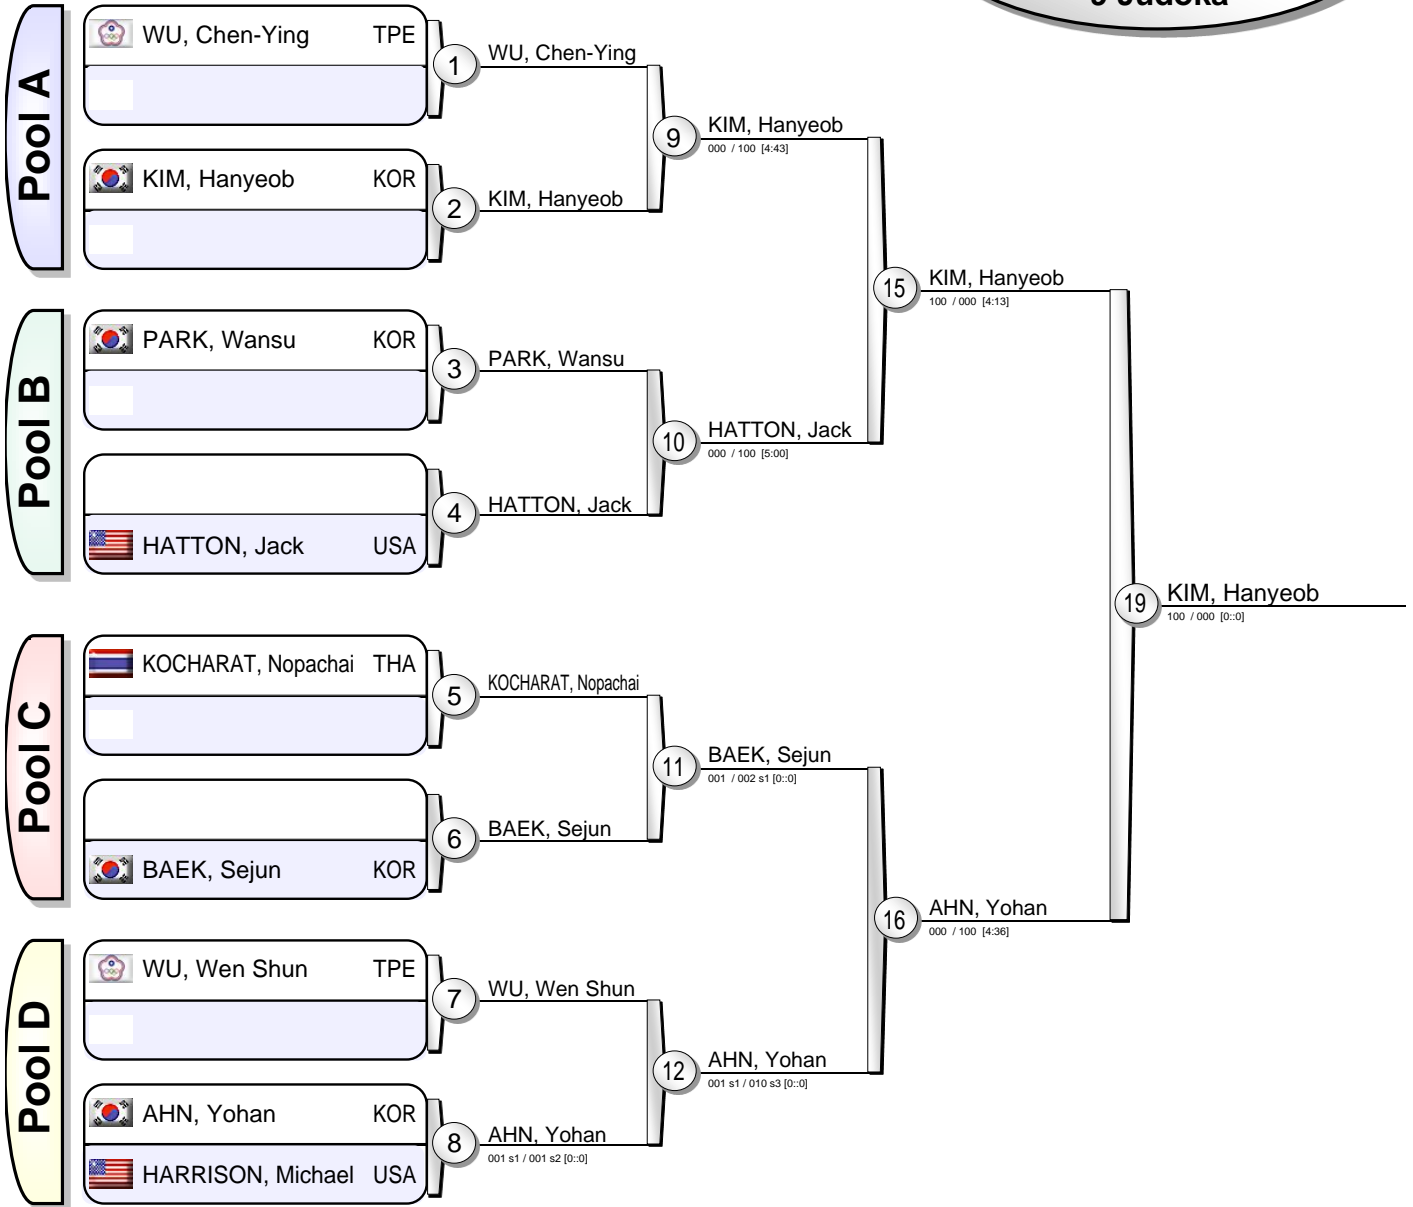 9 Judoka
Pool A
WU, Chen-Ying TPE
1
WU, Chen-Ying
KIM, Hanyeob KOR
2
KIM, Hanyeob
9
KIM, Hanyeob
000 / 100 [4:43]
Pool B
PARK, Wansu KOR
3
PARK, Wansu
4
HATTON, Jack
HATTON, Jack USA
10
HATTON, Jack
000 / 100 [5:00]
15
KIM, Hanyeob
100 / 000 [4:13]
Pool C
KOCHARAT, Nopachai THA
5
KOCHARAT, Nopachai
6
BAEK, Sejun
BAEK, Sejun KOR
11
BAEK, Sejun
001 / 002 s1 [0::0]
Pool D
WU, Wen Shun TPE
7
WU, Wen Shun
AHN, Yohan KOR
8
AHN, Yohan
001 s1 / 001 s2 [0::0]
HARRISON, Michael USA
12
AHN, Yohan
001 s1 / 010 s3 [0::0]
16
AHN, Yohan
000 / 100 [4:36]
19
KIM, Hanyeob
100 / 000 [0::0]